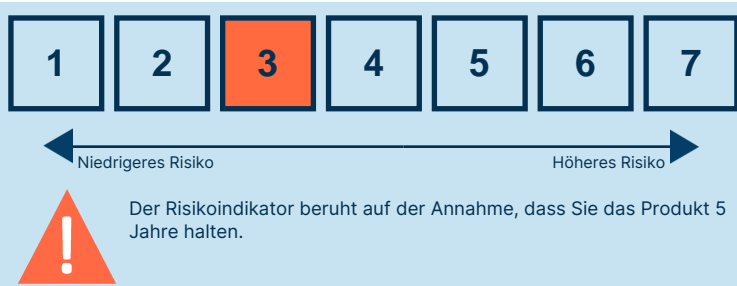 1 2 3 4 5 6 7
Niedrigeres Risiko Höheres Risiko
! Der Risikoindikator beruht auf der Annahme, dass Sie das Produkt 5
Jahre halten.